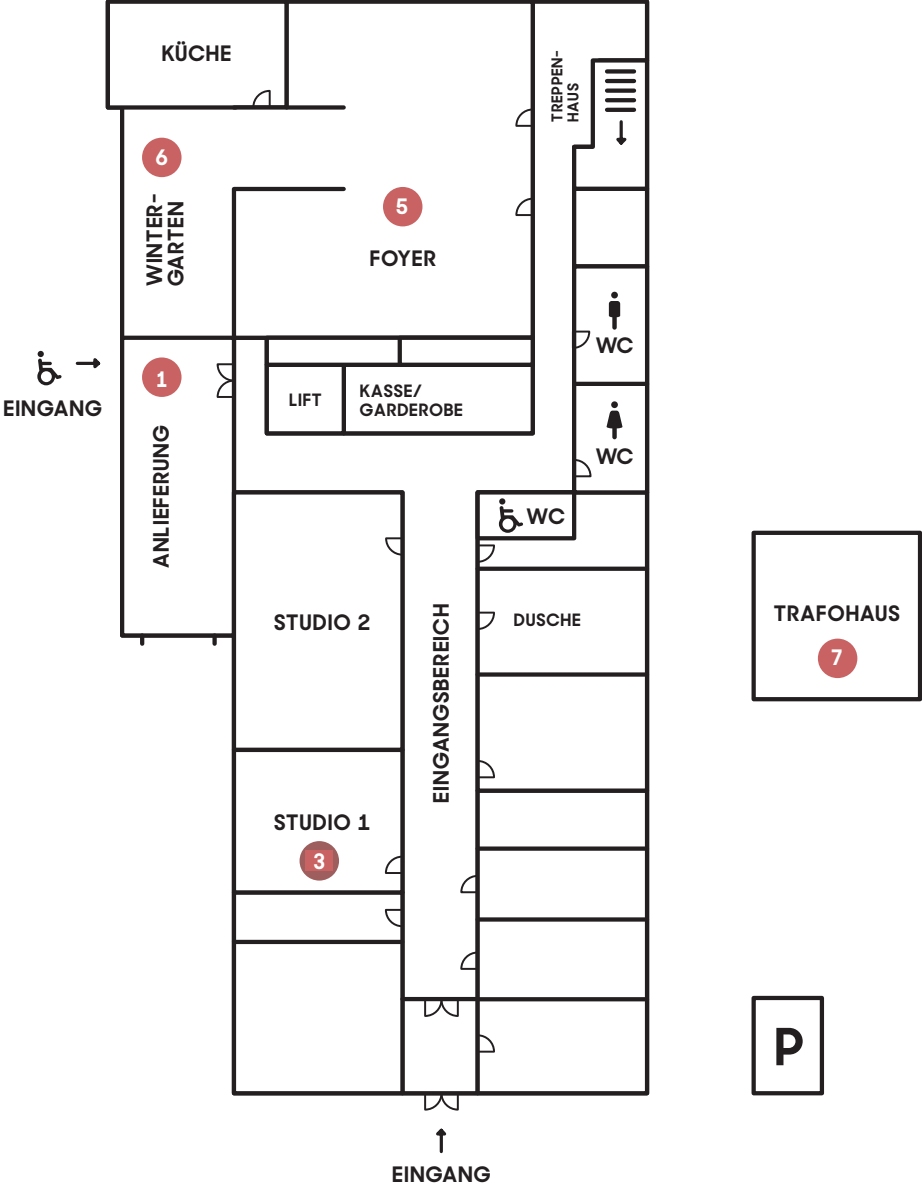 KÜCHE
TREPPEN-
HAUS
6
WINTER-
GARTEN
5
FOYER
WC
1
EINGANG
LIFT
KASSE/
GARDEROBE
WC
ANLIEFERUNG
WC
STUDIO 2
EINGANGSBEREICH
DUSCHE
TRAFOHAUS
7
STUDIO 1
3
P
EINGANG